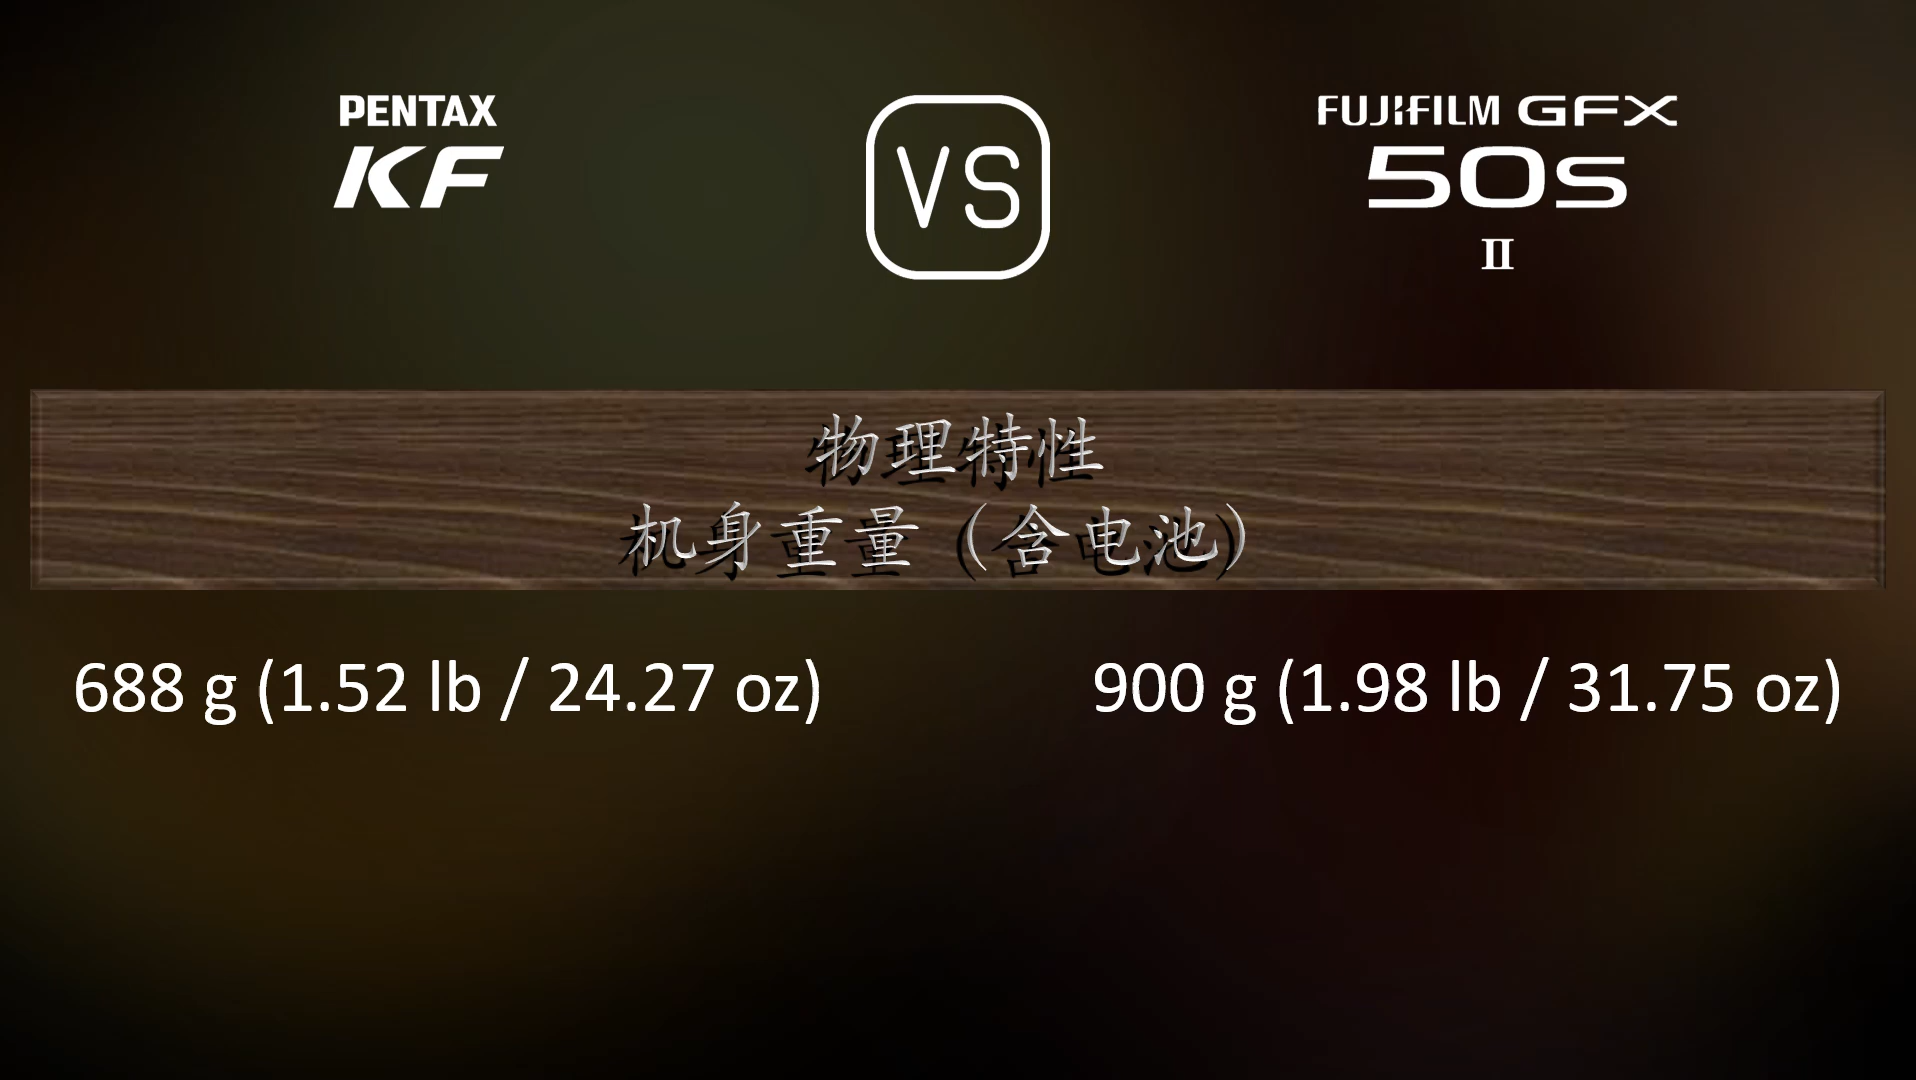 PENTAX
KF
VS
FUJIFILM GFX
50S
II
物理特性
机身重量（含电池）
688 g (1.52 lb / 24.27 oz)
900 g (1.98 lb / 31.75 oz)